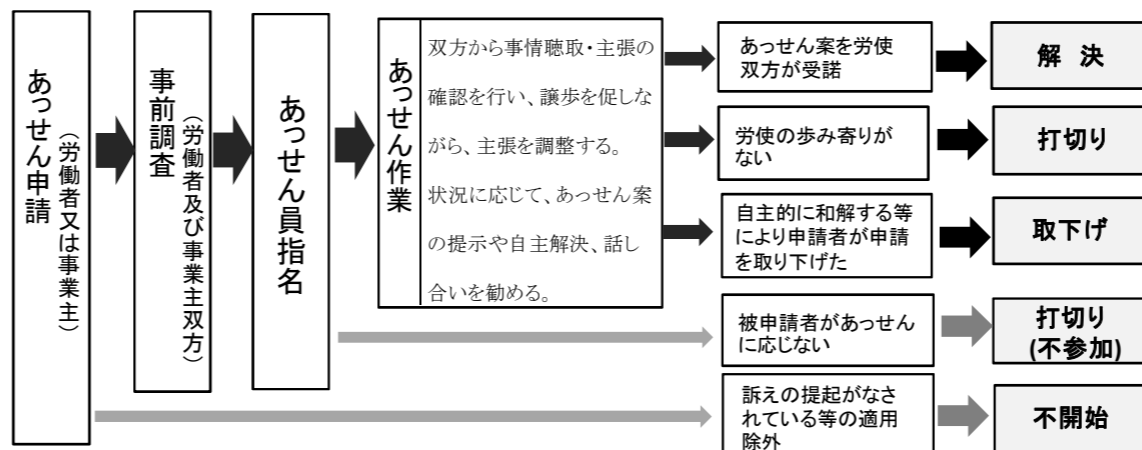 あっせん申請
（労働者又は事業主）
事前調査
（労働者及び事業主双方）
あっせん員指名
あっせん作業
双方から事情聴取・主張の
確認を行い、譲歩を促しな
がら、主張を調整する。
状況に応じて、あっせん案
の提示や自主解決、話し
合いを勧める。
あっせん案を労使
双方が受諾
解 決
労使の歩み寄りが
ない
打切り
自主的に和解する等
により申請者が申請
を取り下げた
取下げ
被申請者があっせん
に応じない
打切り
(不参加)
訴えの提起がなさ
れている等の適用
除外
不開始